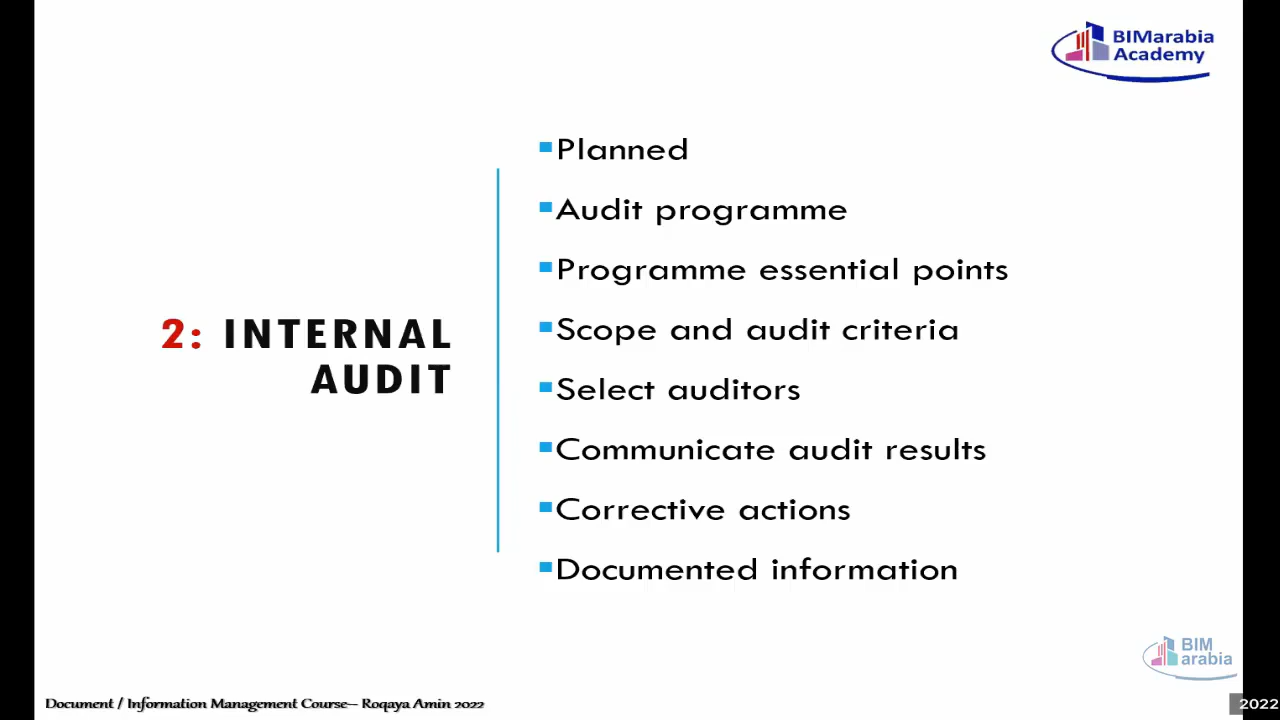 BIMarabia
Academy
Planned
Audit programme
Programme essential points
Scope and audit criteria
Select auditors
Communicate audit results
Corrective actions
Documented information
2: INTERNAL
AUDIT
BIM
arabia
Document / Information Management Course– Roqaya Amin 2022
2022